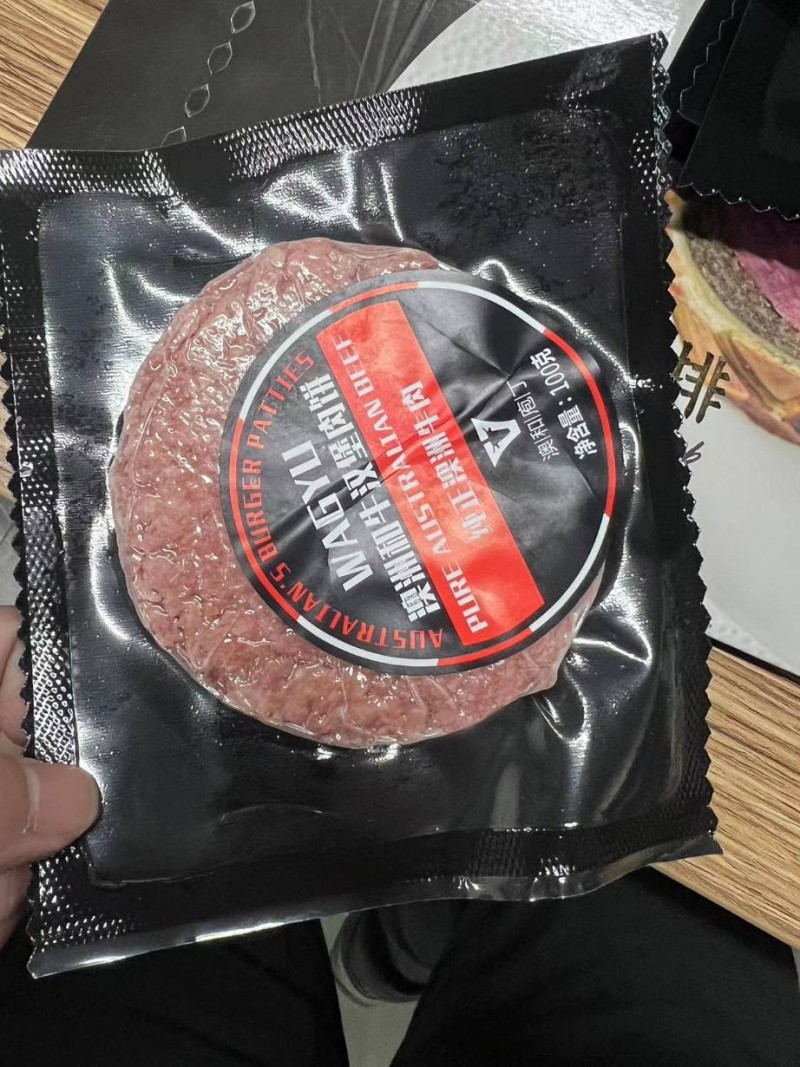 AUSTRALIAN'S BURGER PATTIES
WAGYU
澳洲和牛汉堡肉饼
PURE AUSTRALIAN BEEF
纯正澳洲牛肉
澳和庖丁
净含量：100克